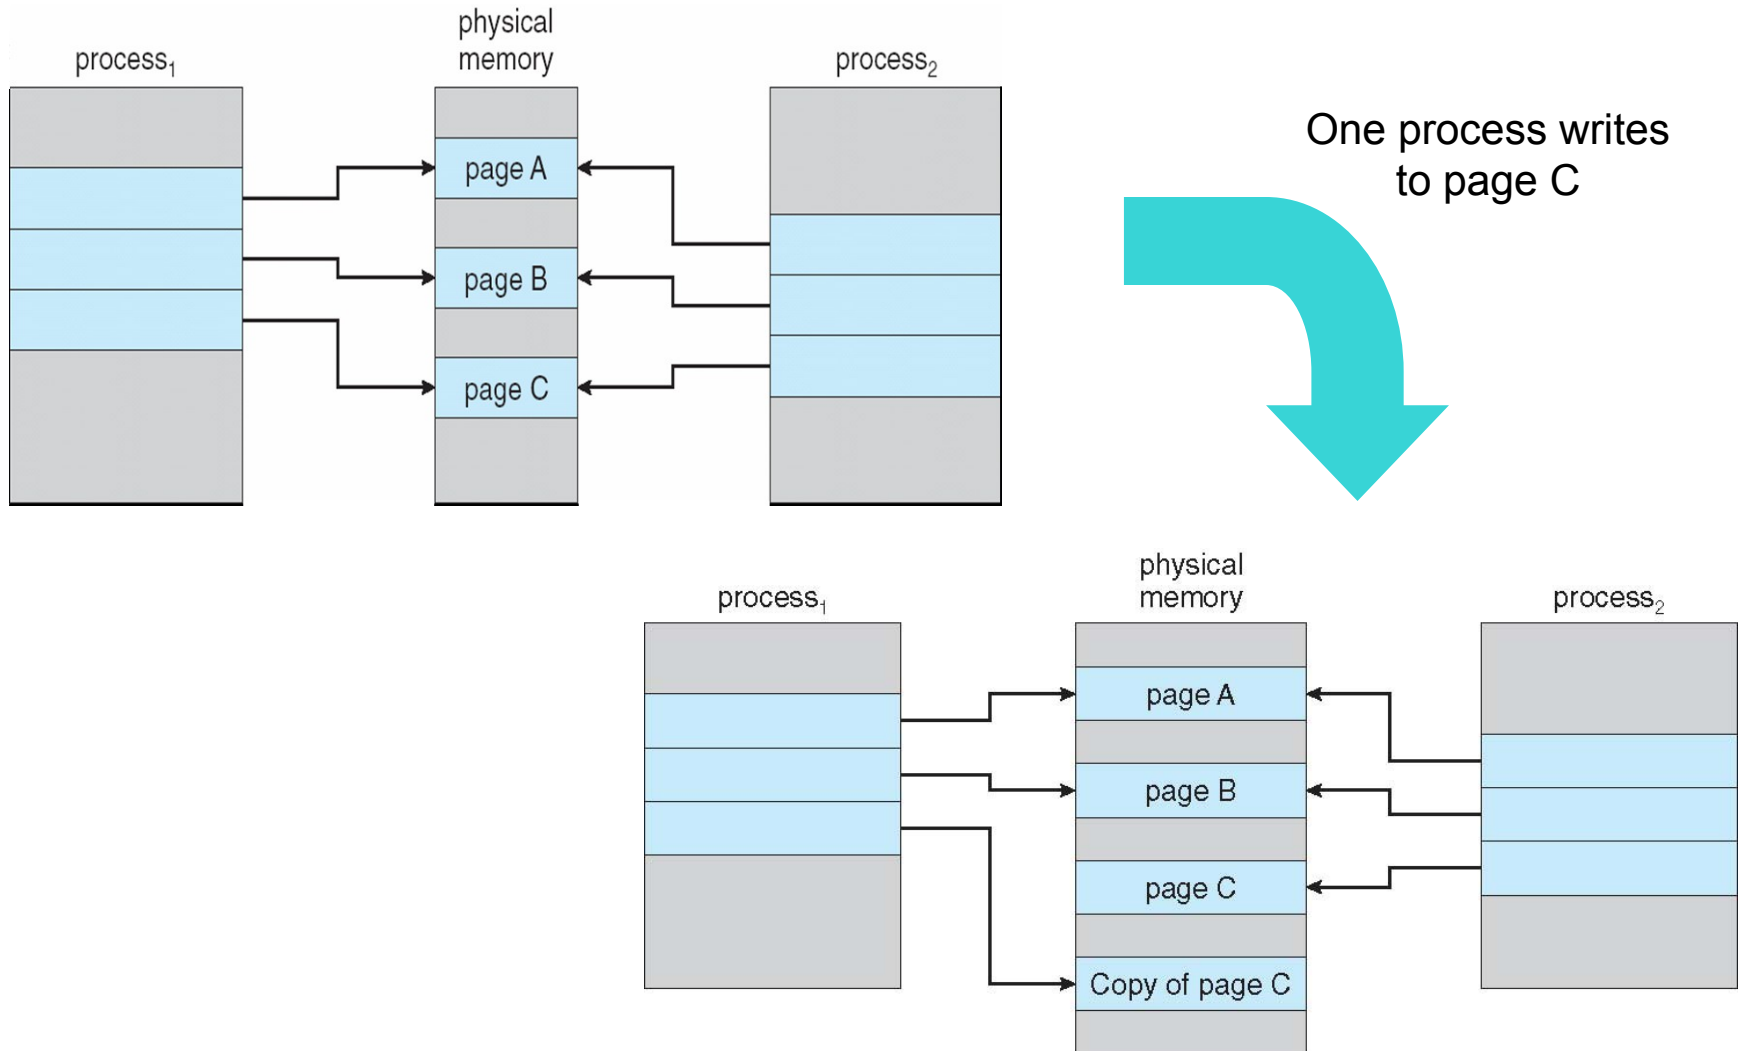 process₁
physical
memory
process₂
page A
page B
page C
One process writes
to page C
process₁
physical
memory
process₂
page A
page B
page C
Copy of page C